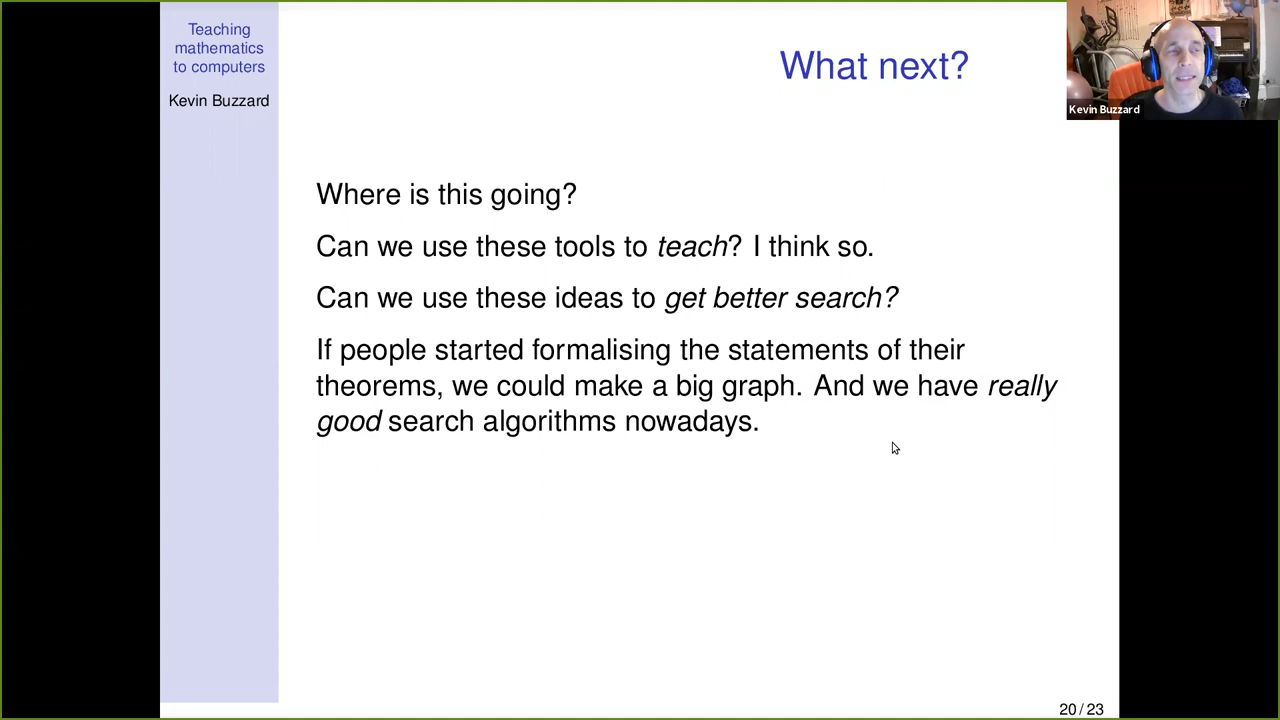 Teaching
mathematics
to computers
Kevin Buzzard
What next?
Kevin Buzzard
Where is this going?
Can we use these tools to teach? I think so.
Can we use these ideas to get better search?
If people started formalising the statements of their
theorems, we could make a big graph. And we have really
good search algorithms nowadays.
20 / 23